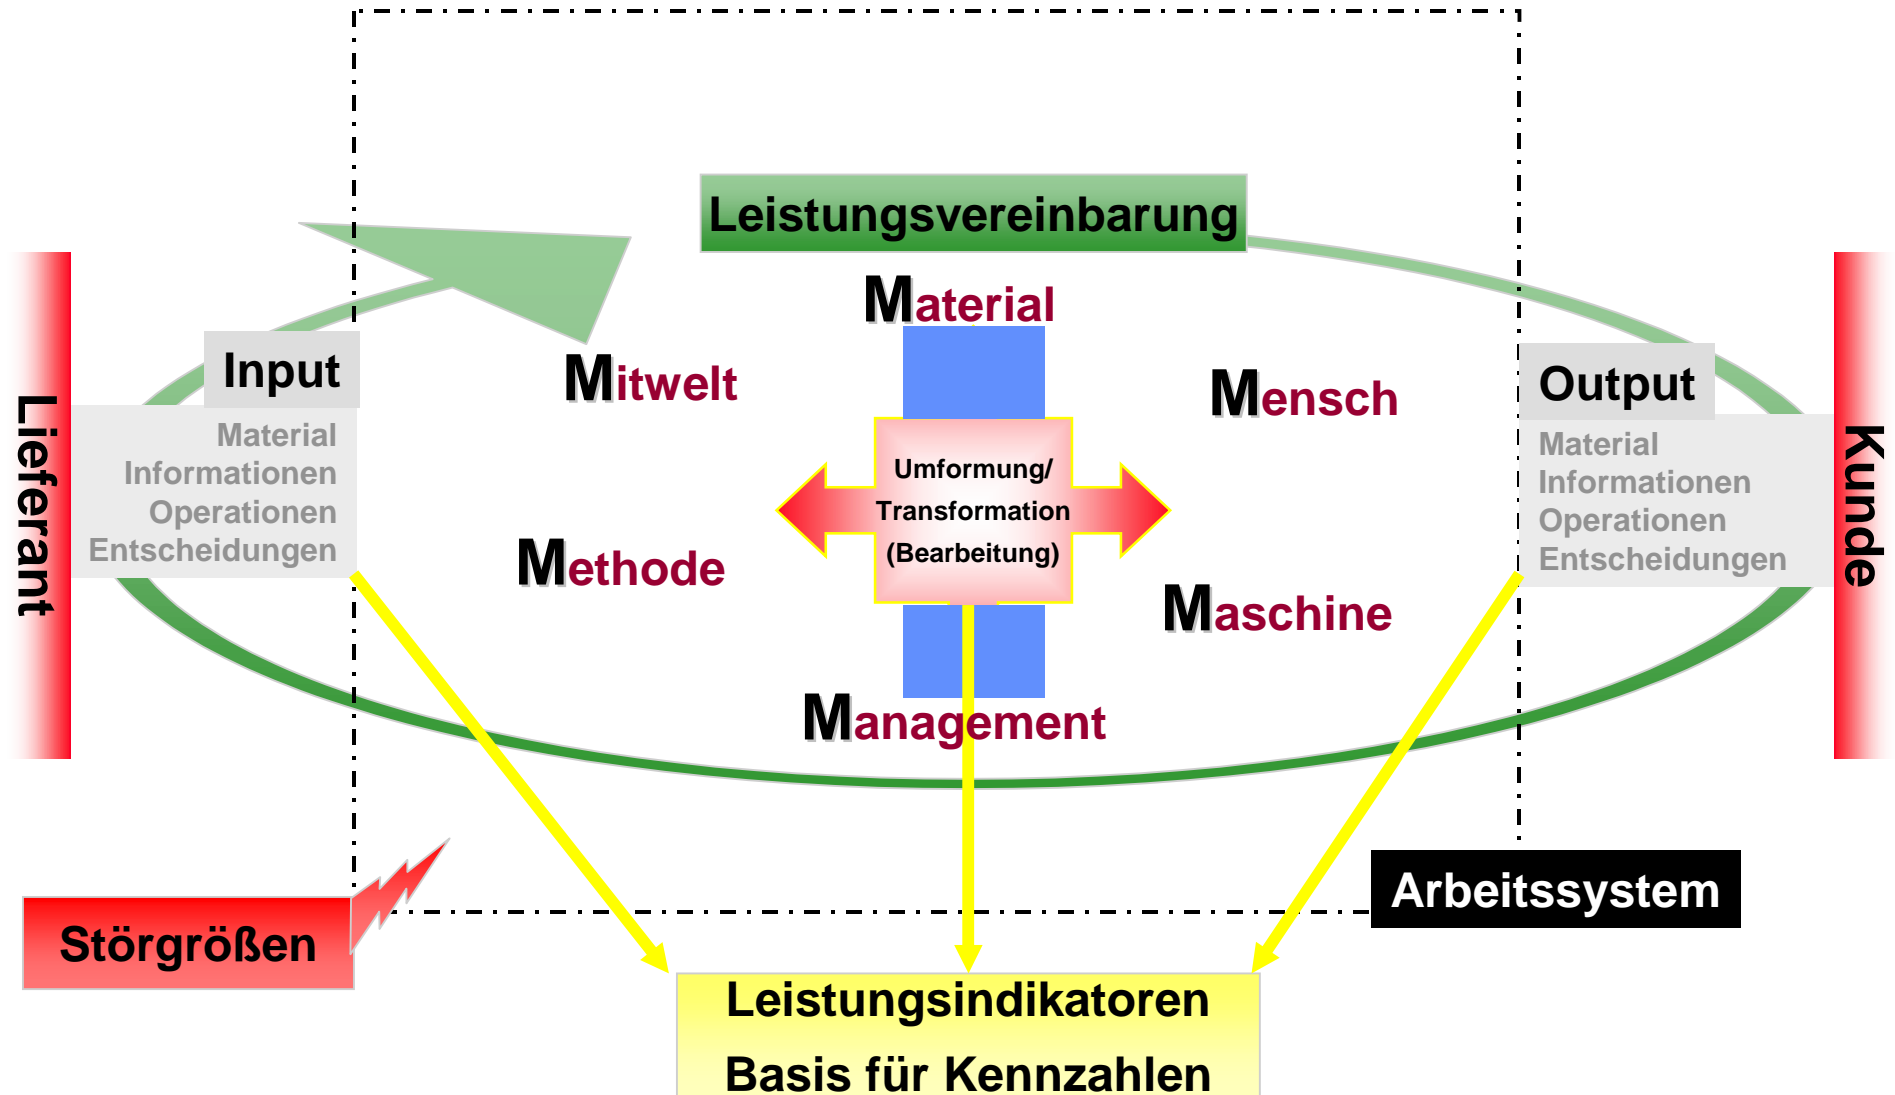 Leistungsvereinbarung
Material
Mitwelt
Mensch
Methode
Maschine
Management
Lieferant
Input
Material
Informationen
Operationen
Entscheidungen
Umformung/
Transformation
(Bearbeitung)
Output
Material
Informationen
Operationen
Entscheidungen
Kunde
Störgrößen
Arbeitssystem
Leistungsindikatoren
Basis für Kennzahlen